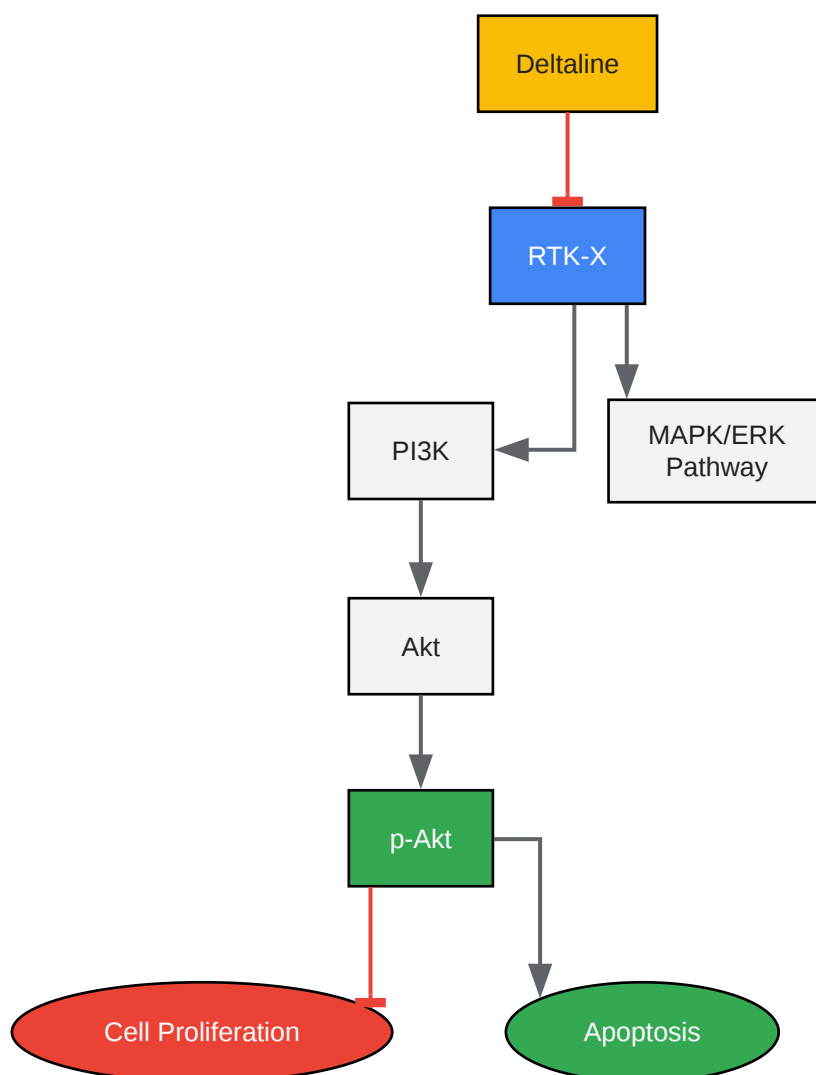 Deltaline
RTK-X
PI3K
MAPK/ERK
Pathway
Akt
p-Akt
Cell Proliferation
Apoptosis